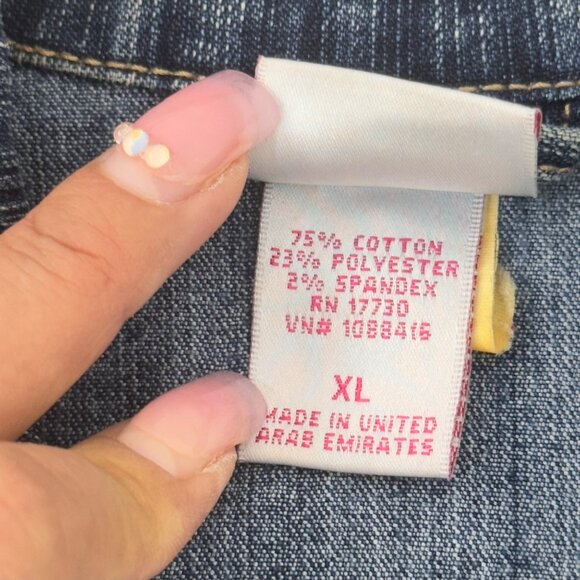 75% COTTON
23% POLYESTER
2% SPANDEX
RN 17730
VN# 1088416
XL
MADE IN UNITED
ARAB EMIRATES